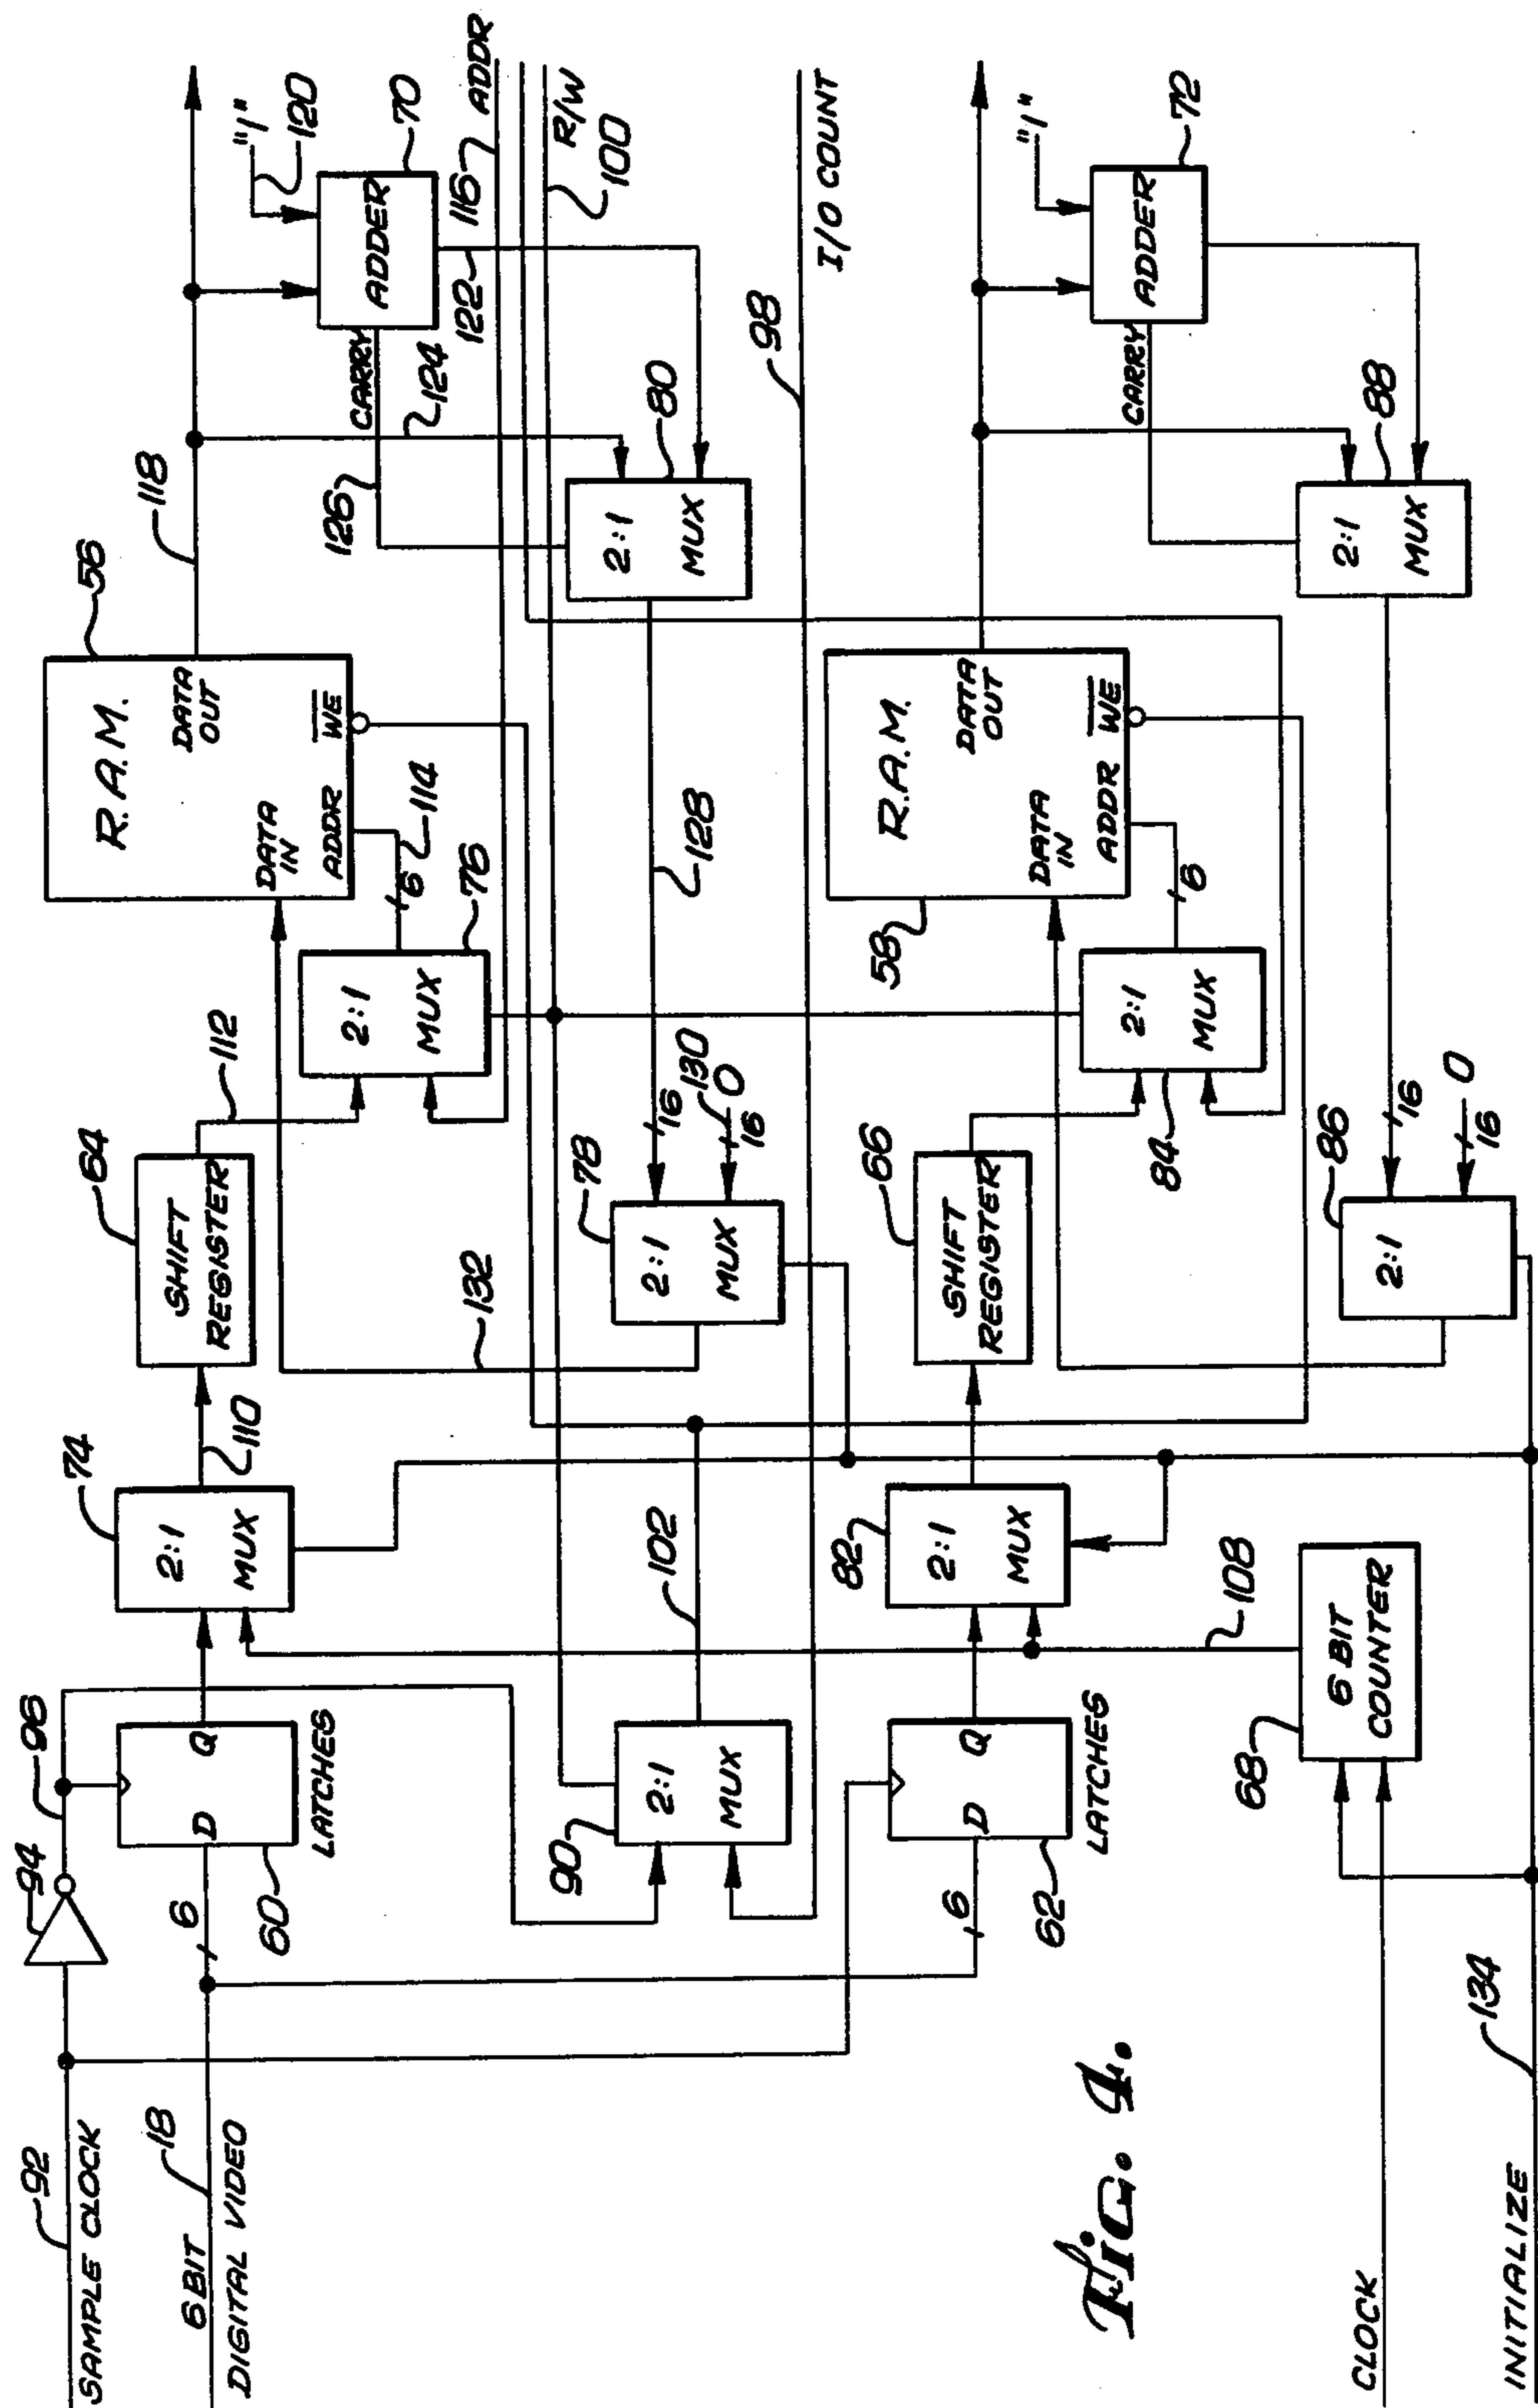 92
SAMPLE CLOCK
18
6 BIT
DIGITAL VIDEO
94
96
6
D
Q
60
LATCHES
74
2:1
MUX
110
64
SHIFT
REGISTER
112
2:1
MUX
76
6
114
56
R.A.M.
DATA
IN
DATA
OUT
ADDR
WE
118
"1"
120
ADDER
70
CARRY
126
124
122
116
ADDR
R/W
100
132
90
2:1
MUX
102
78
2:1
MUX
16
130
0
16
128
2:1
MUX
80
98
I/O COUNT
6
D
Q
62
LATCHES
82
2:1
MUX
66
SHIFT
REGISTER
84
2:1
MUX
6
58
R.A.M.
DATA
IN
DATA
OUT
ADDR
WE
"1"
ADDER
72
CARRY
2:1
MUX
88
108
68
6 BIT
COUNTER
86
2:1
16
0
16
Fig. 4.
CLOCK
INITIALIZE
134